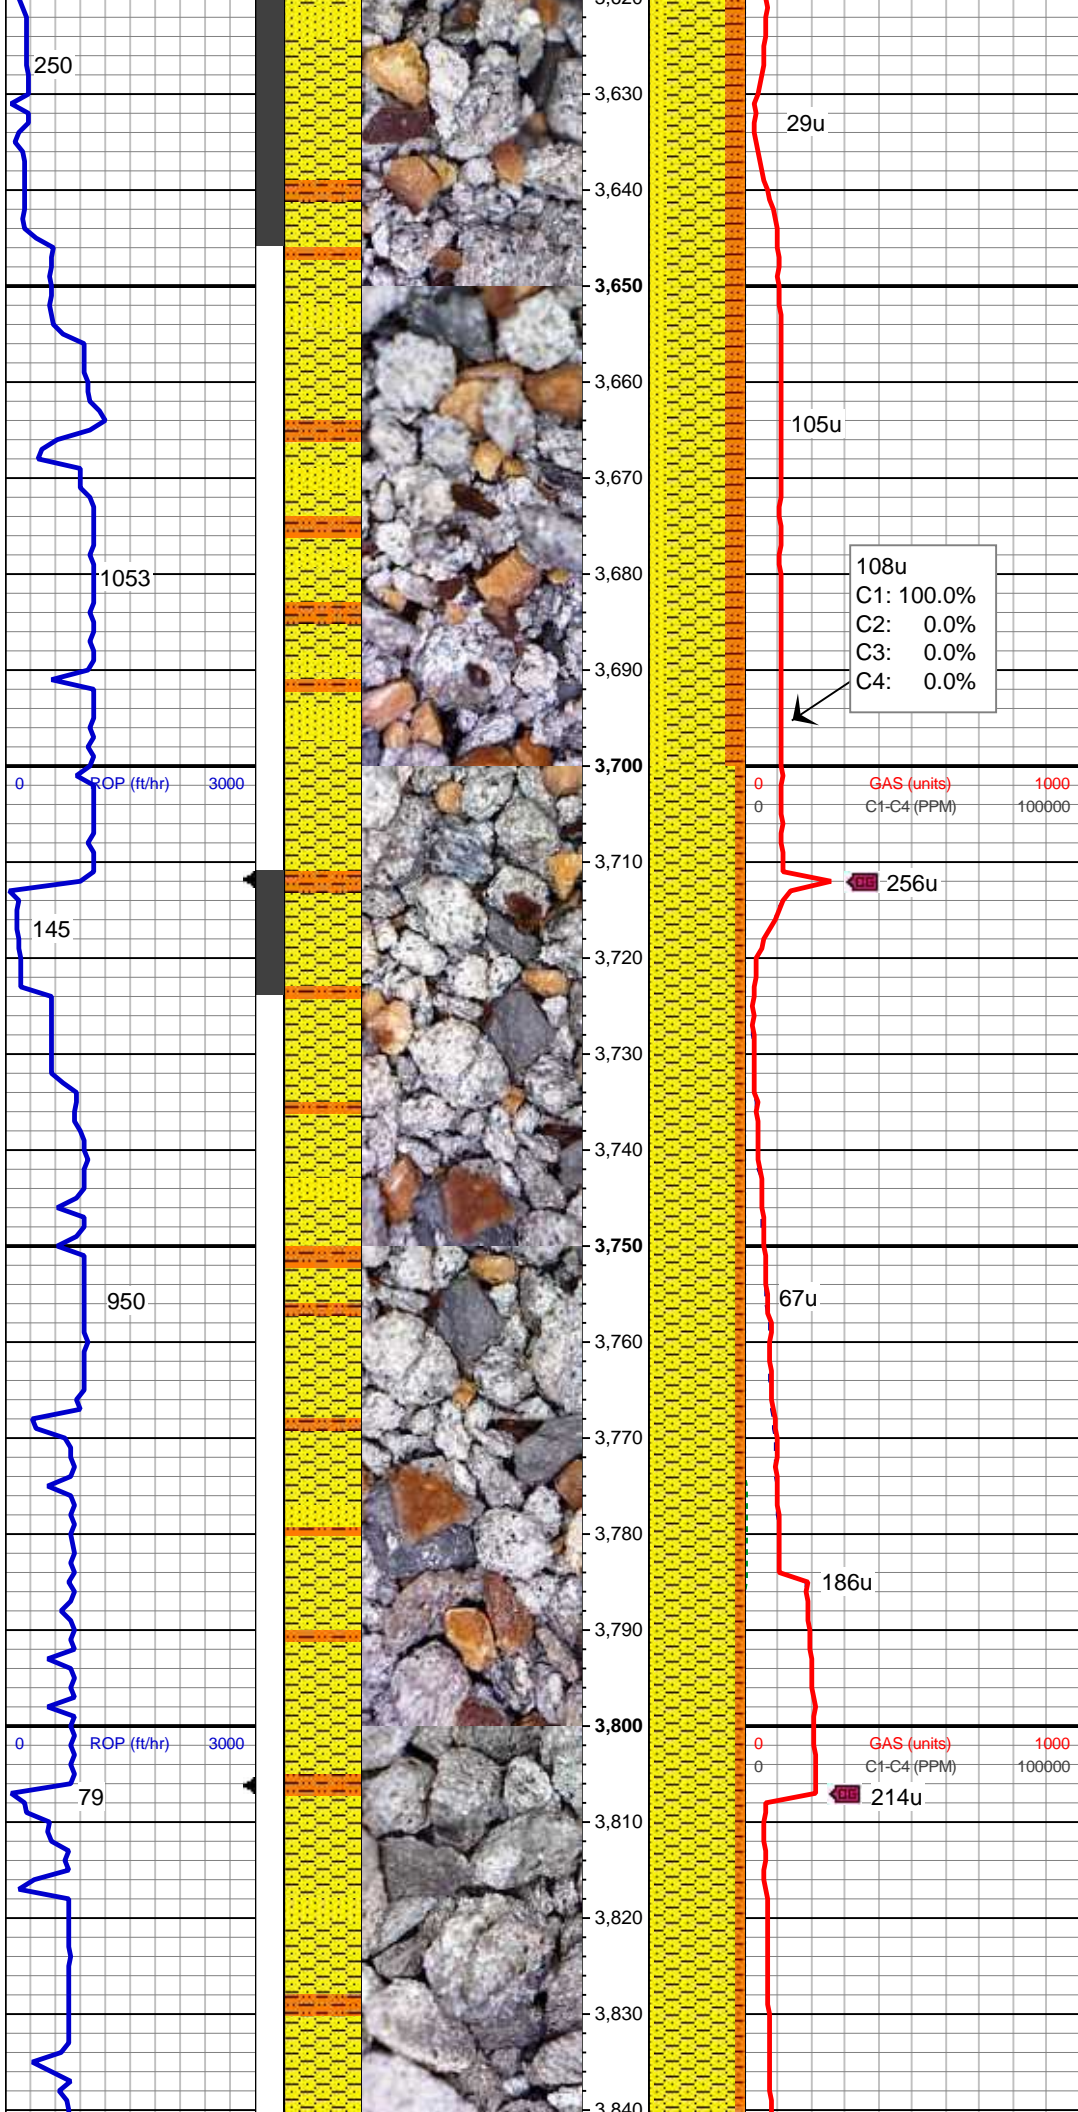 250
3,630
29u
3,640
3,650
3,660
105u
3,670
1053
3,680
108u
C1: 100.0%
C2: 0.0%
C3: 0.0%
C4: 0.0%
3,690
3,700
0 ROP (ft/hr) 3000
0 GAS (units) 1000
0 C1-C4 (PPM) 100000
3,710
CG 256u
145
3,720
3,730
3,740
3,750
950
67u
3,760
3,770
3,780
186u
3,790
3,800
0 ROP (ft/hr) 3000
0 GAS (units) 1000
0 C1-C4 (PPM) 100000
79
CG 214u
3,810
3,820
3,830
3,840